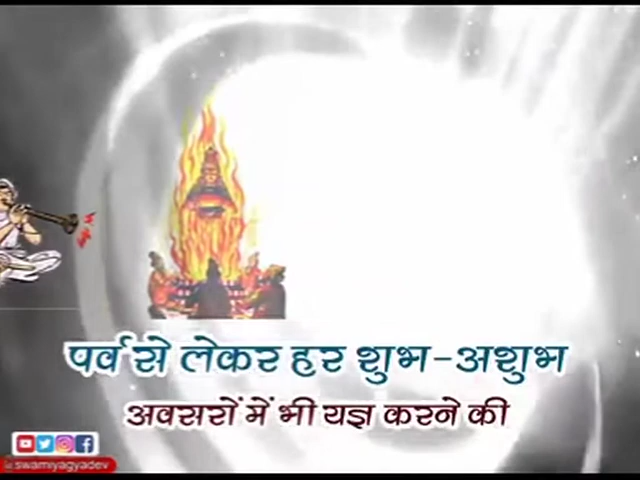 पर्व से लेकर हर शुभ-अशुभ
अवसरों में भी यज्ञ करने की
swamiyagyadev